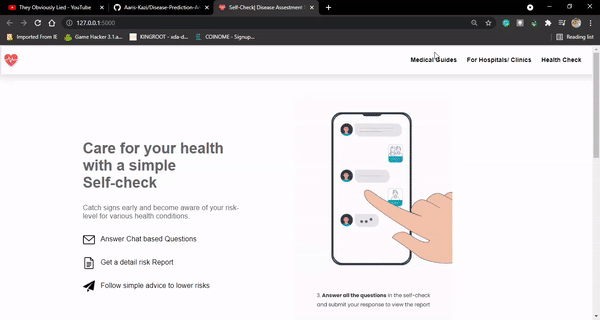 They Obviously Lied - YouTube
Aaris-Kazi/Disease-Prediction-A
Self-Check| Disease Assestment
127.0.0.1:5000
Imported From IE
Game Hacker 3.1.a...
KINGROOT - xda-d...
COINOME - Signup...
Reading list
Medical Guides
For Hospitals/ Clinics
Health Check
Care for your health
with a simple
Self-check
Catch signs early and become aware of your risk-
level for various health conditions.
Answer Chat based Questions
Get a detail risk Report
Follow simple advice to lower risks
3. Answer all the questions in the self-check
and submit your response to view the report